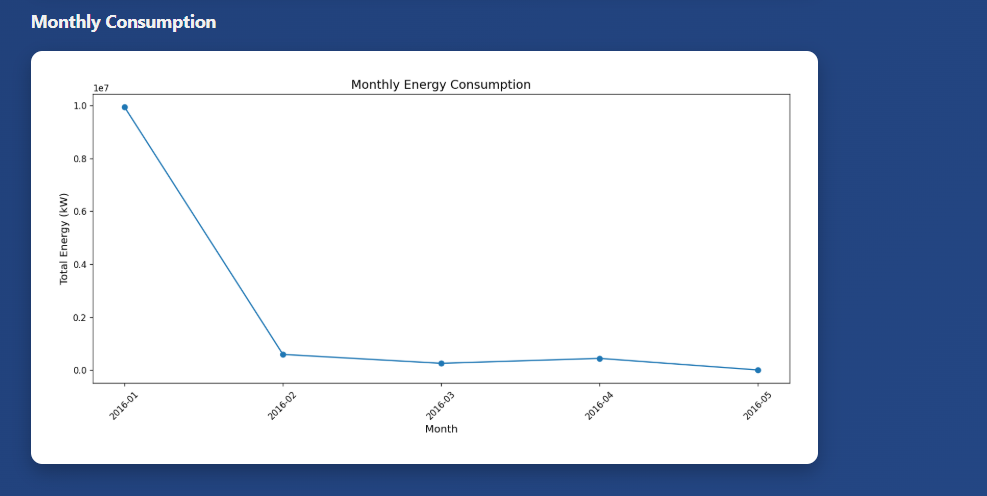 Monthly Consumption
Monthly Energy Consumption
1e7
1.0
0.8
0.6
0.4
0.2
0.0
Total Energy (kW)
2016-01
2016-02
2016-03
2016-04
2016-05
Month